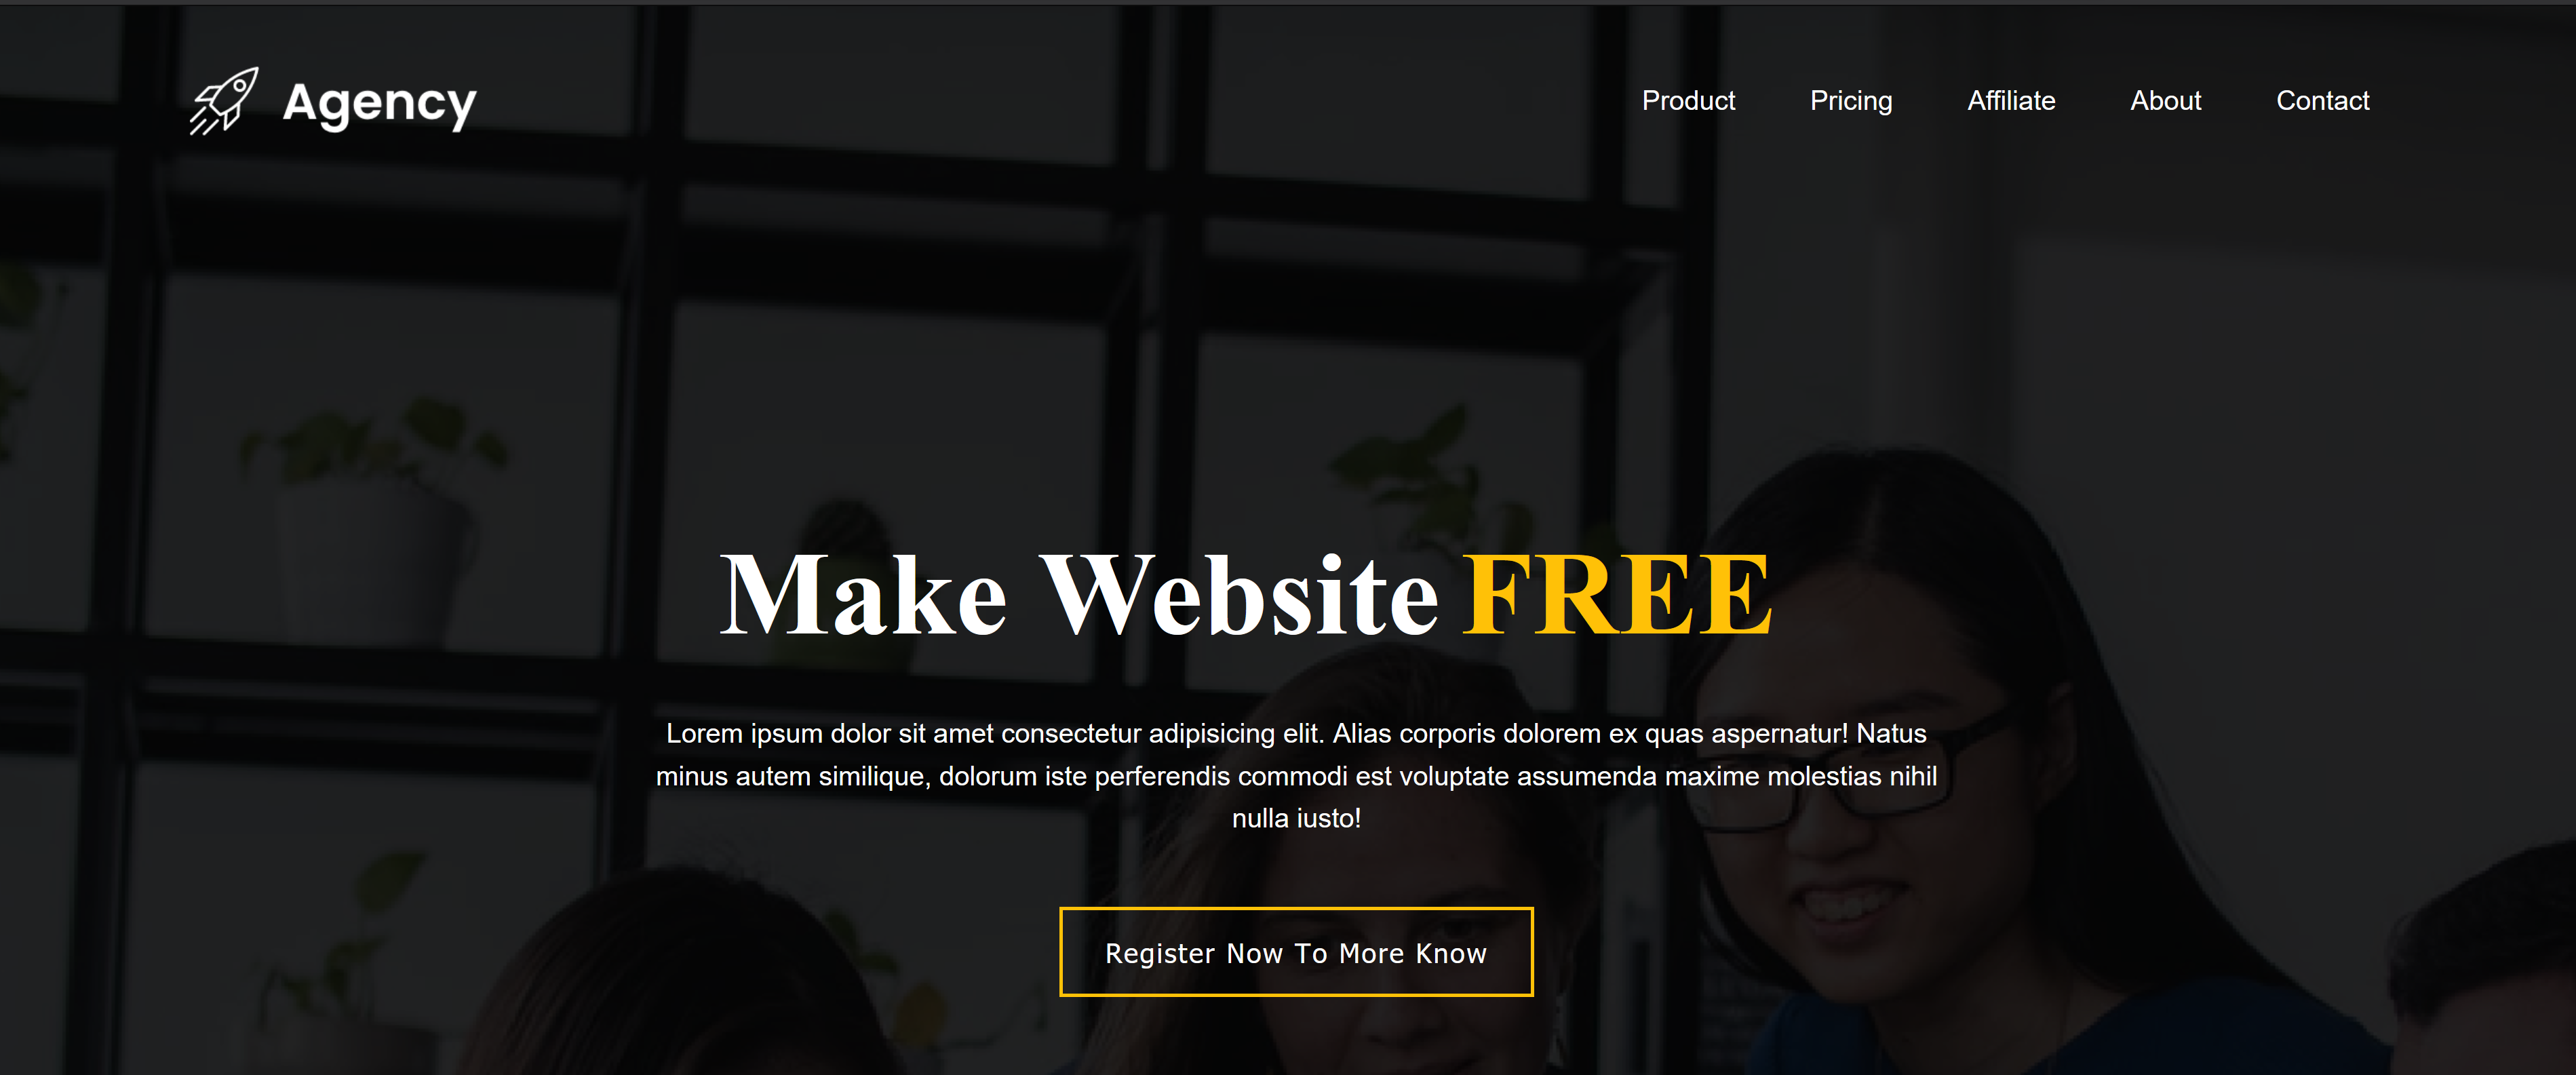 Agency
Product Pricing Affiliate About Contact
Make Website FREE
Lorem ipsum dolor sit amet consectetur adipisicing elit. Alias corporis dolorem ex quas aspernatur! Natus
minus autem similique, dolorum iste perferendis commodi est voluptate assumenda maxime molestias nihil
nulla iusto!
Register Now To More Know